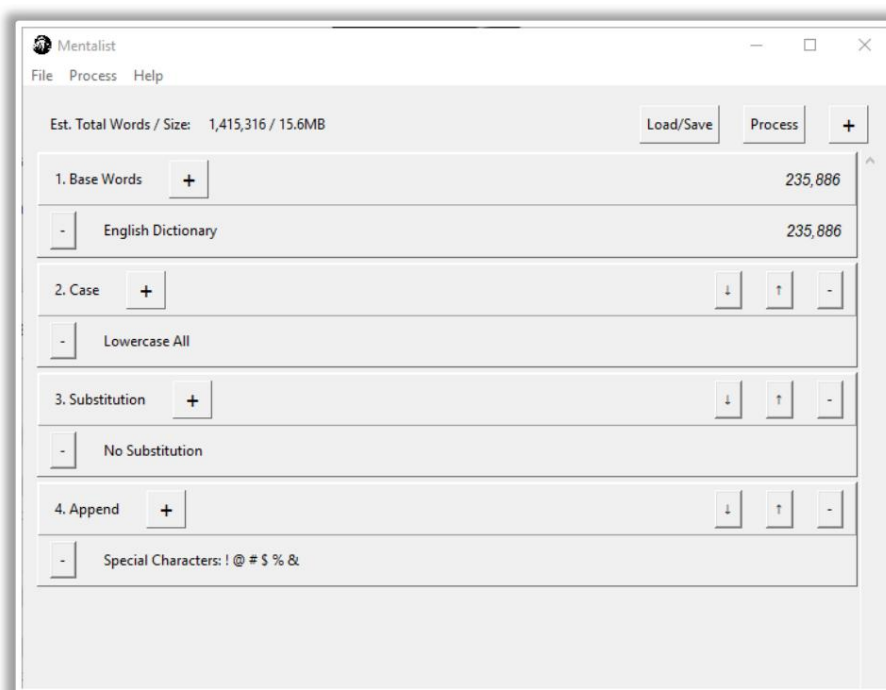 Mentalist
File Process Help
Est. Total Words / Size: 1,415,316 / 15.6MB Load/Save Process +
1. Base Words + 235,886
- English Dictionary 235,886
2. Case + ↓ ↑ -
- Lowercase All
3. Substitution + ↓ ↑ -
- No Substitution
4. Append + ↓ ↑ -
- Special Characters: ! @ # $ % &